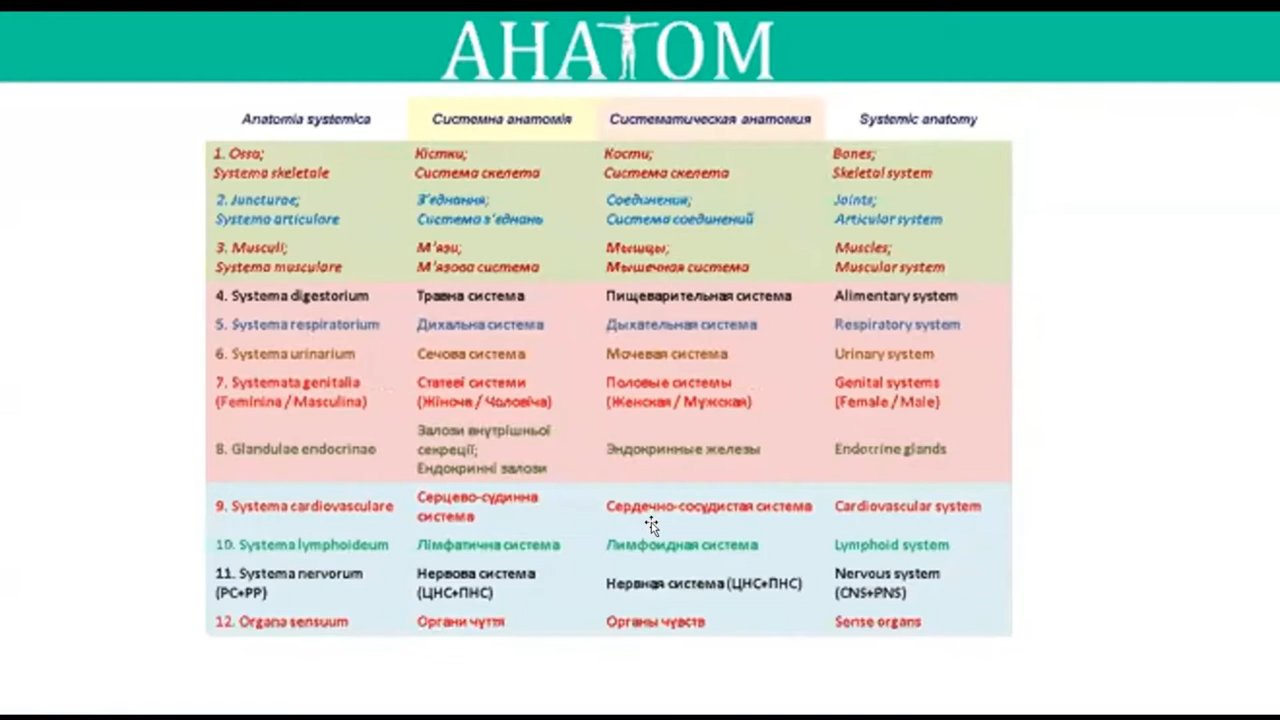 АНАТОМ
Anatomia systemica Системна анатомія Систематическая анатомия Systemic anatomy
1. Ossa; Кістки; Кости; Bones;
Systema skeletale Система скелета Система скелета Skeletal system
2. Juncturae; З'єднання; Соединения; Joints;
Systema articulare Система з'єднань Система соединений Articular system
3. Musculi; М'язи; Мышцы; Muscles;
Systema musculare М'язова система Мышечная система Muscular system
4. Systema digestorium Травна система Пищеварительная система Alimentary system
5. Systema respiratorium Дихальна система Дыхательная система Respiratory system
6. Systema urinarium Сечова система Мочевая система Urinary system
7. Systemata genitalia Статеві системи Половые системы Genital systems
(Feminina / Masculina) (Жіноча / Чоловіча) (Женская / Мужская) (Female / Male)
Залози внутрішньої
8. Glandulae endocrinae секреції; Эндокринные железы Endocrine glands
Ендокринні залози
9. Systema cardiovasculare Серцево-судинна Сердечно-сосудистая система Cardiovascular system
система
10. Systema lymphoideum Лімфатична система Лимфоидная система Lymphoid system
11. Systema nervorum Нервова система Нервная система (ЦНС+ПНС) Nervous system
(PC+PP) (ЦНС+ПНС) (CNS+PNS)
12. Organa sensuum Органи чуття Органы чувств Sense organs